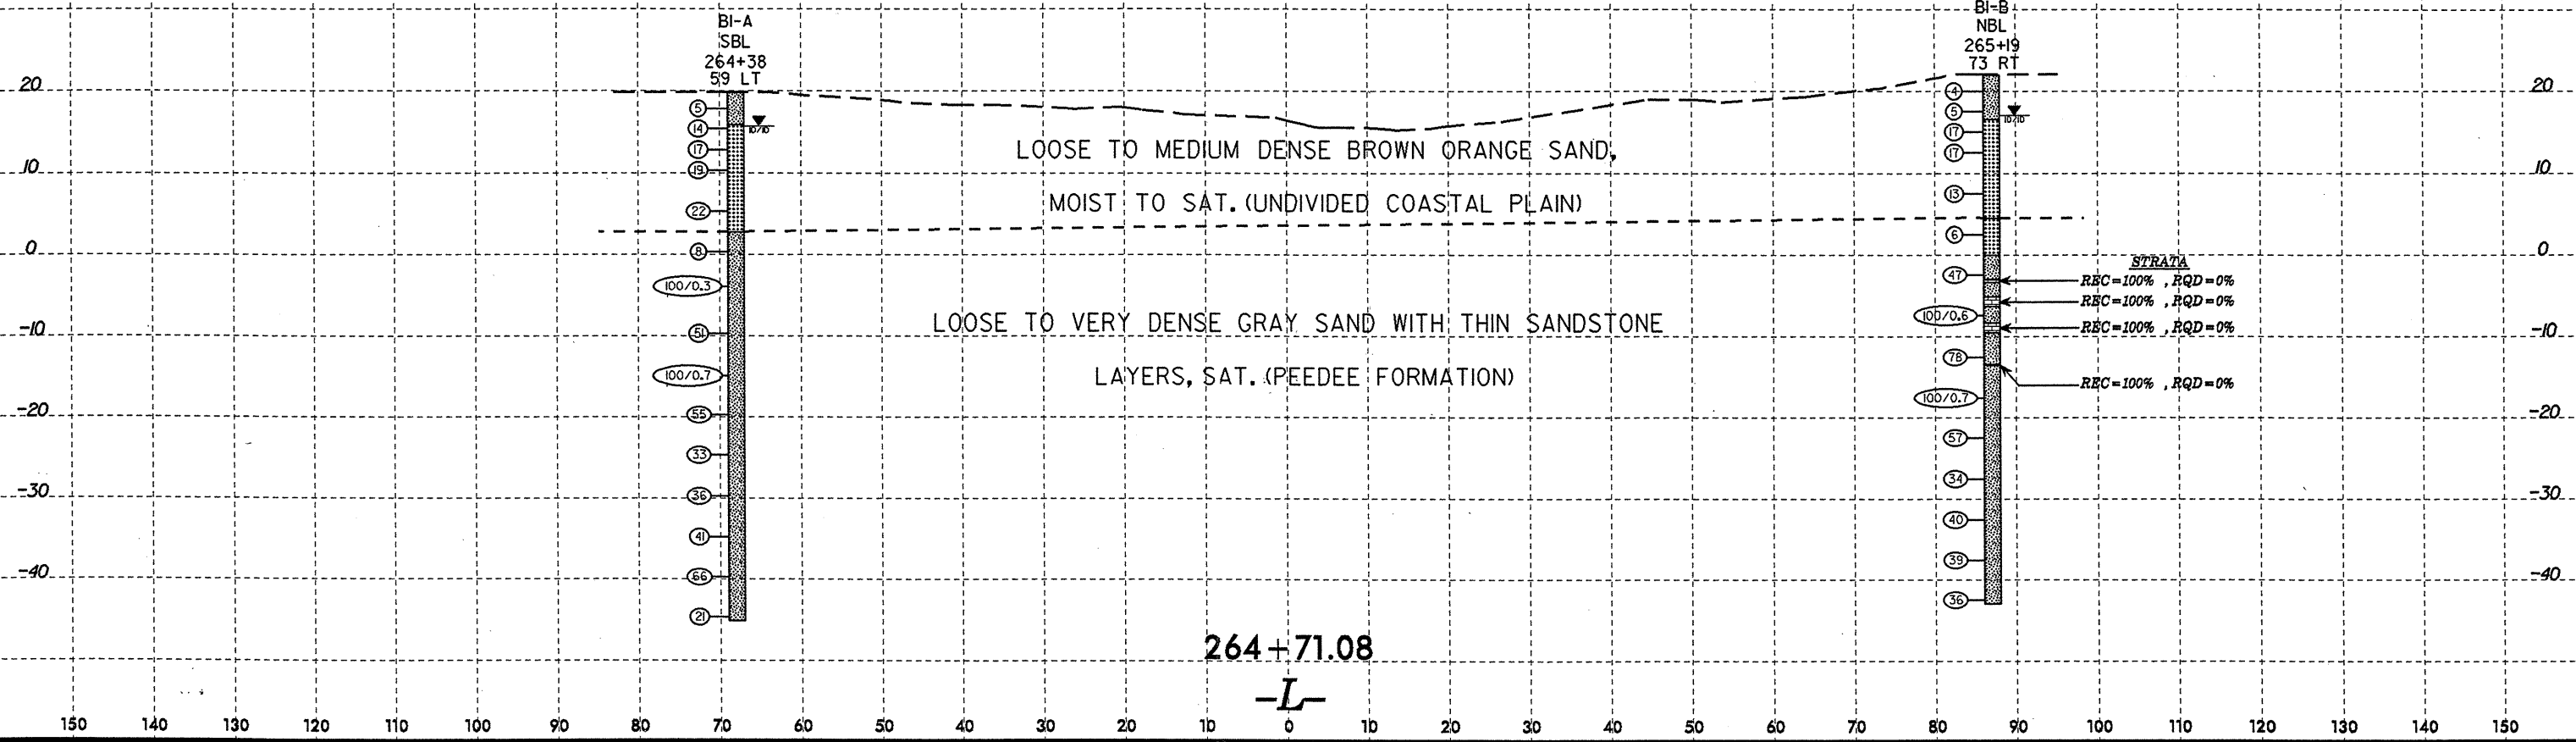 B1-A
SBL
264+38
59 LT
B1-B
NBL
265+19
73 RT
20
20
5
14
10/10
17
19
22
8
100/0.3
51
100/0.7
55
33
36
41
66
21
4
5
10/10
17
17
13
6
47
100/0.6
78
100/0.7
57
34
40
39
36
LOOSE TO MEDIUM DENSE BROWN ORANGE SAND,
MOIST TO SAT. (UNDIVIDED COASTAL PLAIN)
10
10
0
0
STRATA
REC=100% , RQD=0%
REC=100% , RQD=0%
REC=100% , RQD=0%
REC=100% , RQD=0%
LOOSE TO VERY DENSE GRAY SAND WITH THIN SANDSTONE
LAYERS, SAT. (PEEDEE FORMATION)
-10
-10
-20
-20
-30
-30
-40
-40
264+71.08
-L-
150 140 130 120 110 100 90 80 70 60 50 40 30 20 10 0 10 20 30 40 50 60 70 80 90 100 110 120 130 140 150